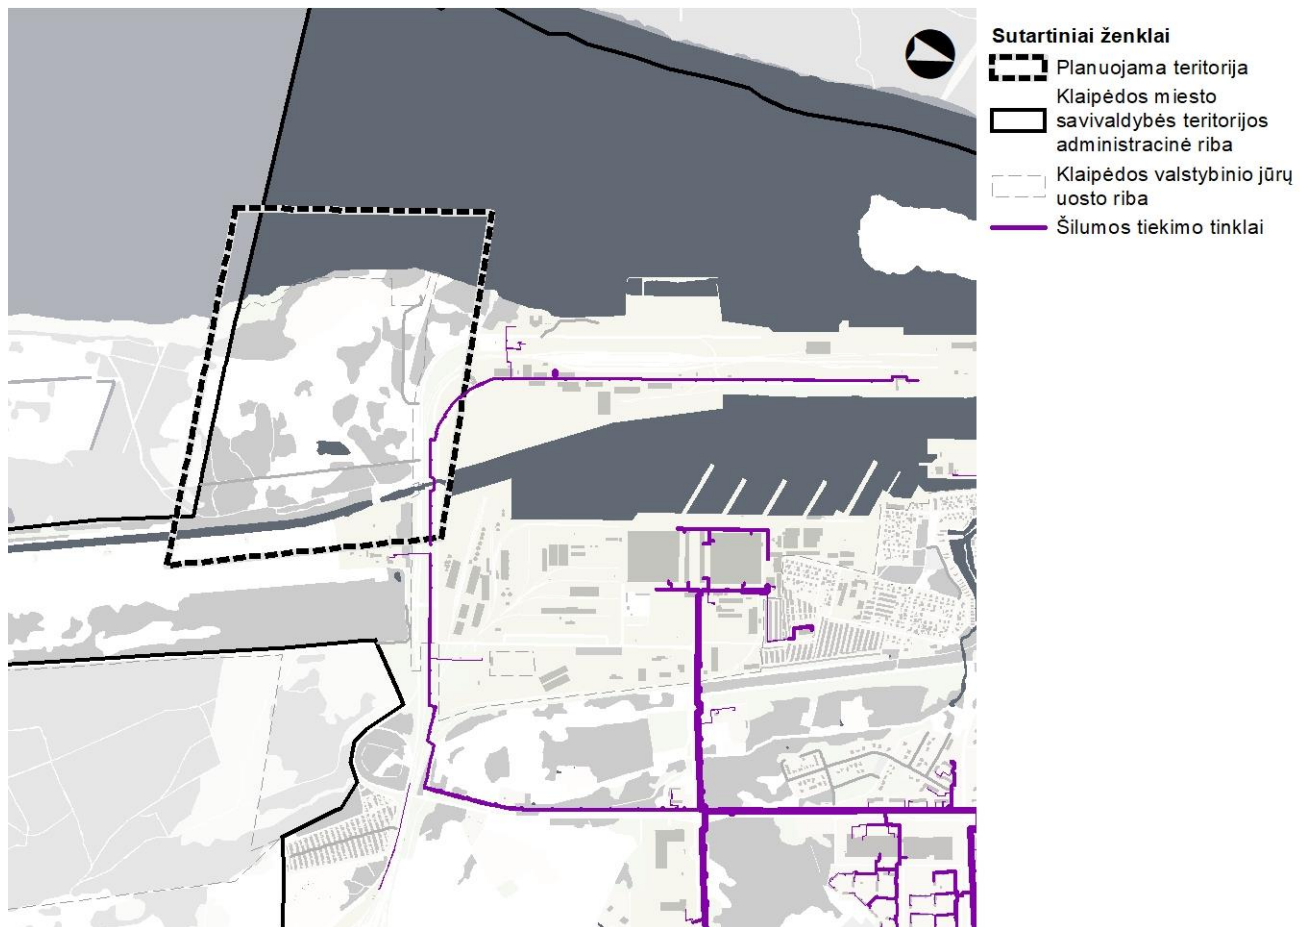 Sutartiniai ženklai
Planuojama teritorija
Klaipėdos miesto
savivaldybės teritorijos
administracinė riba
Klaipėdos valstybinio jūrų
uosto riba
Šilumos tiekimo tinklai